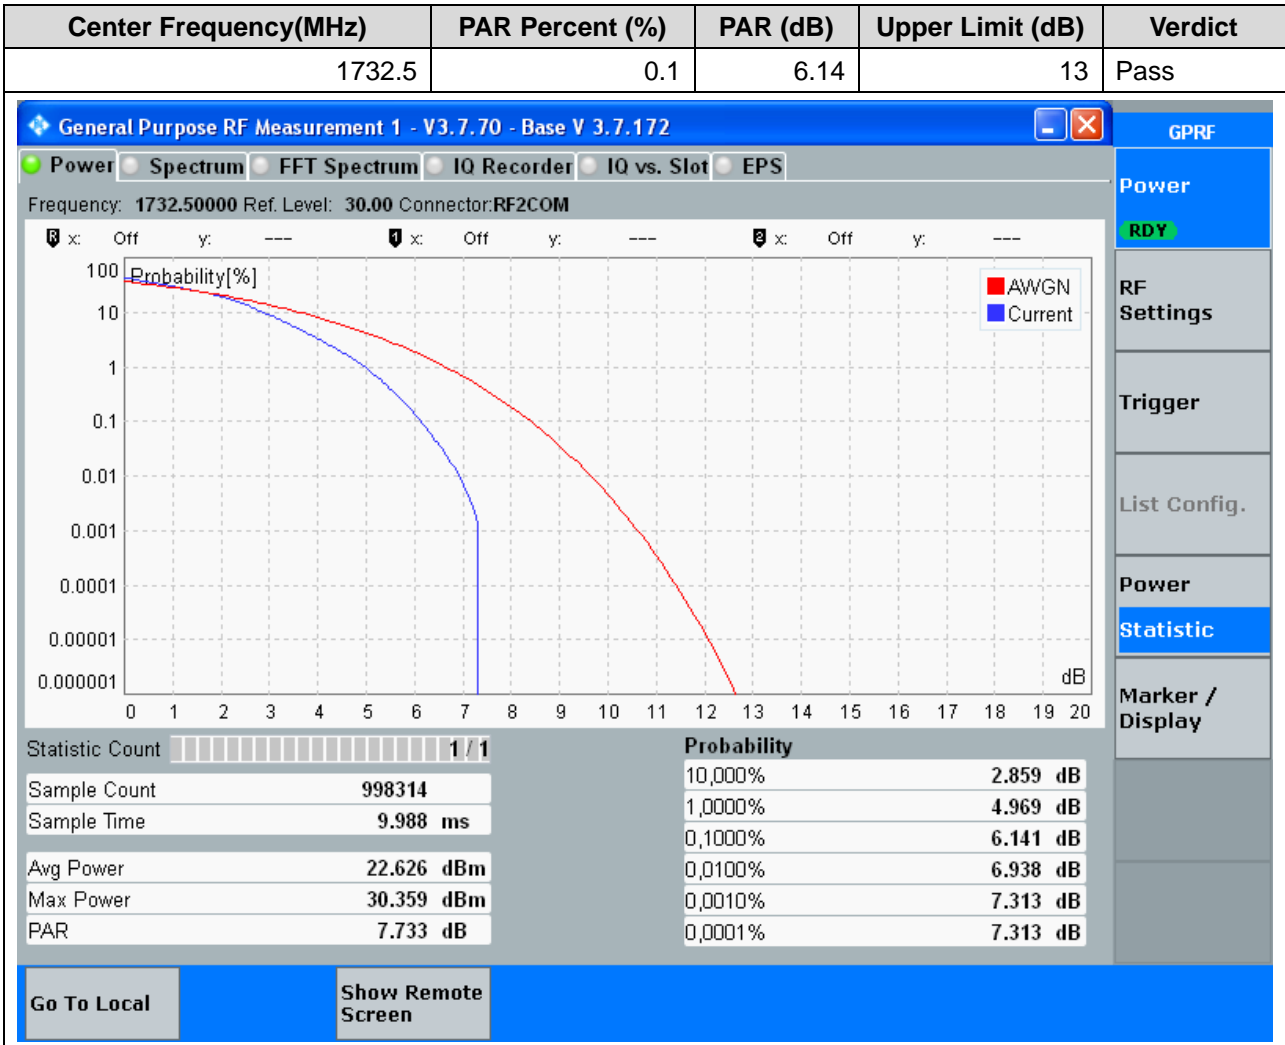 Center Frequency(MHz) PAR Percent (%) PAR (dB) Upper Limit (dB) Verdict
1732.5 0.1 6.14 13 Pass
General Purpose RF Measurement 1 - V3.7.70 - Base V 3.7.172
GPRF
Power Spectrum FFT Spectrum IQ Recorder IQ vs. Slot EPS
Frequency: 1732.50000 Ref. Level: 30.00 Connector:RF2COM
R x: Off y: --- 1 x: Off y: --- 2 x: Off y: ---
Probability[%]
100
10
1
0.1
0.01
0.001
0.0001
0.00001
0.000001
AWGN
Current
dB
0 1 2 3 4 5 6 7 8 9 10 11 12 13 14 15 16 17 18 19 20
Statistic Count 1 / 1
Sample Count 998314
Sample Time 9.988 ms
Avg Power 22.626 dBm
Max Power 30.359 dBm
PAR 7.733 dB
Probability
10,000% 2.859 dB
1,0000% 4.969 dB
0,1000% 6.141 dB
0,0100% 6.938 dB
0,0010% 7.313 dB
0,0001% 7.313 dB
Power
RDY
RF
Settings
Trigger
List Config.
Power
Statistic
Marker /
Display
Go To Local
Show Remote
Screen